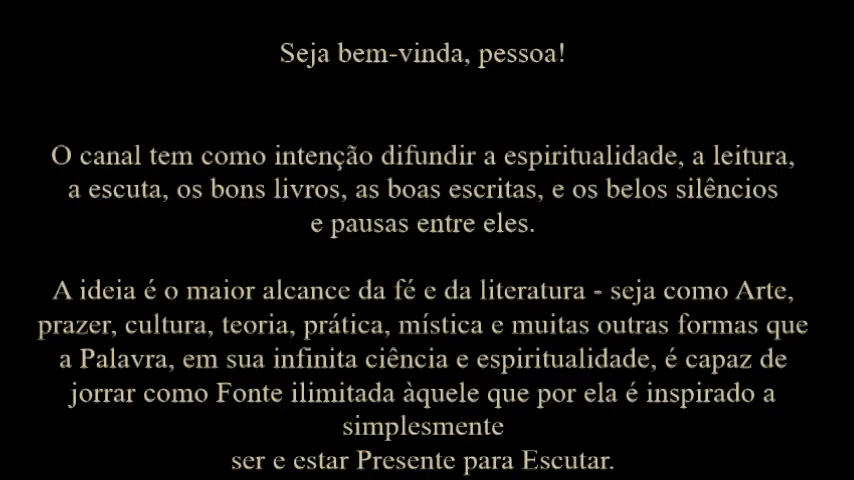 Seja bem-vinda, pessoa!
O canal tem como intenção difundir a espiritualidade, a leitura,
a escuta, os bons livros, as boas escritas, e os belos silêncios
e pausas entre eles.
A ideia é o maior alcance da fé e da literatura - seja como Arte,
prazer, cultura, teoria, prática, mística e muitas outras formas que
a Palavra, em sua infinita ciência e espiritualidade, é capaz de
jorrar como Fonte ilimitada àquele que por ela é inspirado a
simplesmente
ser e estar Presente para Escutar.